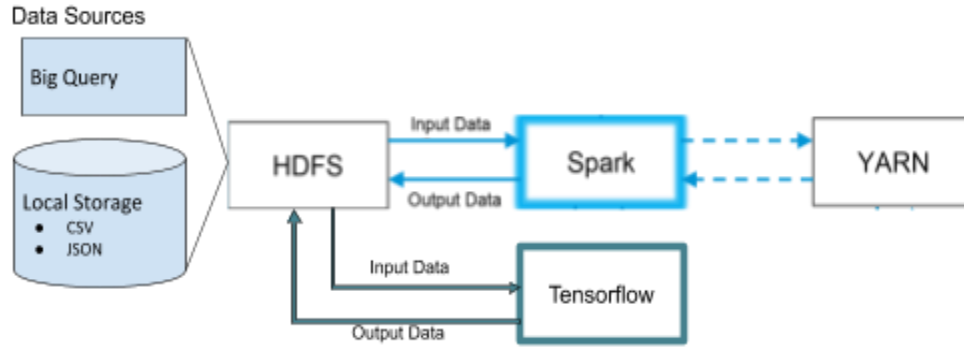 Data Sources
Big Query
Local Storage
● CSV
● JSON
HDFS
Input Data
Output Data
Spark
YARN
Input Data
Output Data
Tensorflow